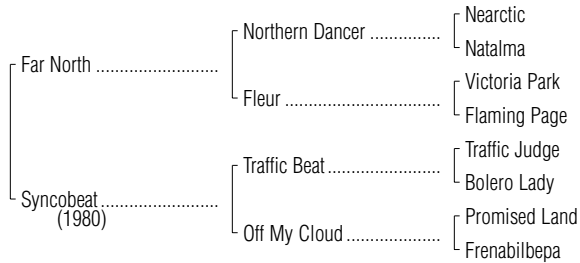 Nearctic
Northern Dancer ................
Natalma
Far North ............................
Victoria Park
Fleur ....................................
Flaming Page
Traffic Judge
Traffic Beat ..........................
Bolero Lady
Syncobeat ...........................
(1980)
Promised Land
Off My Cloud ......................
Frenabilbepa